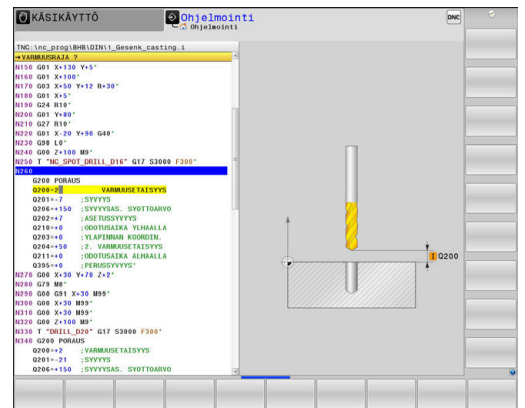 KÄSIKÄYTTÖ
Ohjelmointi
Ohjelmointi
DNC
TNC:\nc_prog\BHB\DIN\1_Gesenk_casting.i
→VARMUUSRAJA ?
N150 G01 X+130 Y+5*
N160 G01 X+100*
N170 G03 X+50 Y+12 R+30*
N180 G01 X+5*
N190 G24 R10*
N200 G01 Y+80*
N210 G27 R10*
N220 G01 X-20 Y+90 G40*
N230 G98 L0*
N240 G00 Z+100 M9*
N250 T "NC_SPOT_DRILL_D16" G17 S3000 F300*
N260
G200 PORAUS
Q200=2 VARMUUSETAISYYS
Q201=-7 ;SYVYYS
Q206=+150 ;SYVYYSAS. SYOTTOARVO
Q202=+7 ;ASETUSSYVYYS
Q210=+0 ;ODOTUSAIKA YLHAALLA
Q203=+0 ;YLAPINNAN KOORDIN.
Q204=+50 ;2. VARMUUSETAISYYS
Q211=+0 ;ODOTUSAIKA ALHAALLA
Q395=+0 ;PERUSSYVYYS*
N270 G00 X+30 Y+70 Z+2*
N280 G79 M8*
N290 G00 G91 X+30 M99*
N300 G00 X+30 M99*
N310 G00 X+30 M99*
N320 G00 Z+100 M9*
N330 T "DRILL_D20" G17 S3000 F300*
N340 G200 PORAUS
Q200=+2 ;VARMUUSETAISYYS
Q201=-21 ;SYVYYS
Q206=+150 ;SYVYYSAS. SYOTTOARVO
I Q200